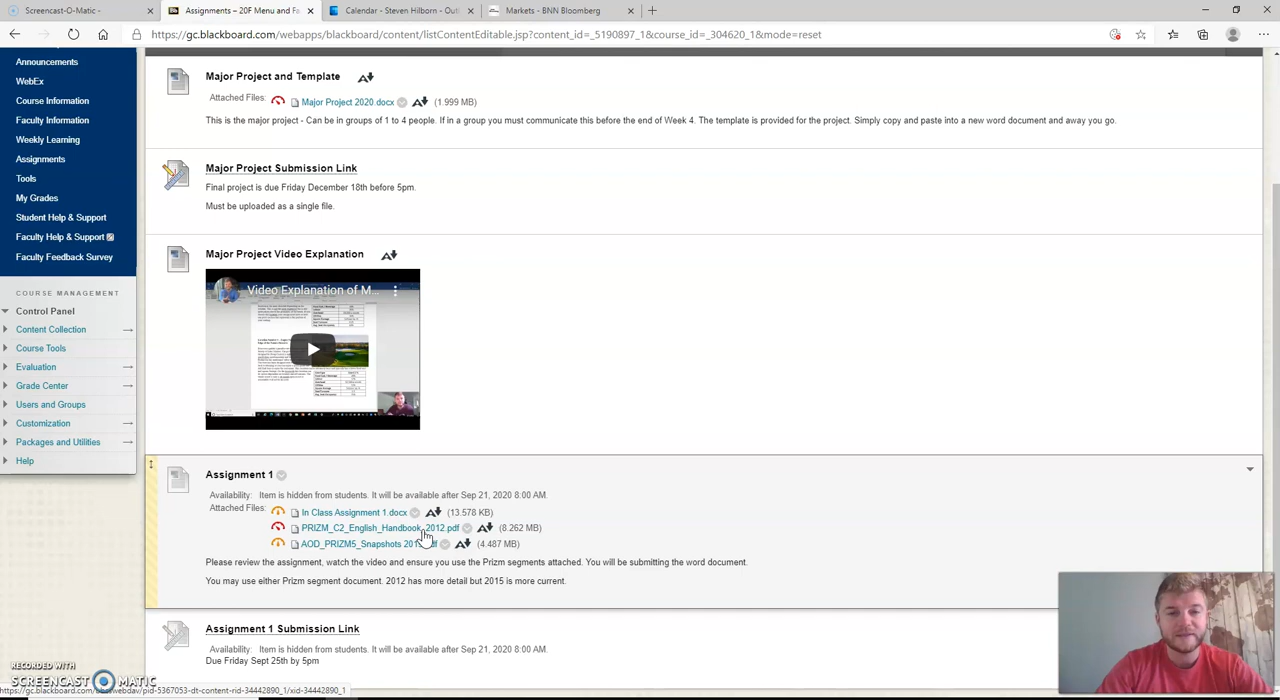 Screencast-O-Matic -
Assignments – 20F Menu and Fa
Calendar - Steven Hilborn - Out
Markets - BNN Bloomberg
https://gc.blackboard.com/webapps/blackboard/content/listContentEditable.jsp?content_id=_5190897_1&course_id=_304620_1&mode=reset
Announcements
WebEx
Course Information
Faculty Information
Weekly Learning
Assignments
Tools
My Grades
Student Help & Support
Faculty Help & Support
Faculty Feedback Survey
COURSE MANAGEMENT
Control Panel
Content Collection
Course Tools
Evaluation
Grade Center
Users and Groups
Customization
Packages and Utilities
Help
Major Project and Template
Attached Files: Major Project 2020.docx (1.999 MB)
This is the major project - Can be in groups of 1 to 4 people. If in a group you must communicate this before the end of Week 4. The template is provided for the project. Simply copy and paste into a new word document and away you go.
Major Project Submission Link
Final project is due Friday December 18th before 5pm.
Must be uploaded as a single file.
Major Project Video Explanation
Video Explanation of M...
Assignment 1
Availability: Item is hidden from students. It will be available after Sep 21, 2020 8:00 AM.
Attached Files: In Class Assignment 1.docx (13.578 KB)
PRIZM_C2_English_Handbook_2012.pdf (8.262 MB)
AOD_PRIZM5_Snapshots (4.487 MB)
Please review the assignment, watch the video and ensure you use the Prizm segments attached. You will be submitting the word document.
You may use either Prizm segment document. 2012 has more detail but 2015 is more current.
Assignment 1 Submission Link
Availability: Item is hidden from students. It will be available after Sep 21, 2020 8:00 AM.
Due Friday Sept 25th by 5pm
RECORDED WITH
SCREENCAST MATIC